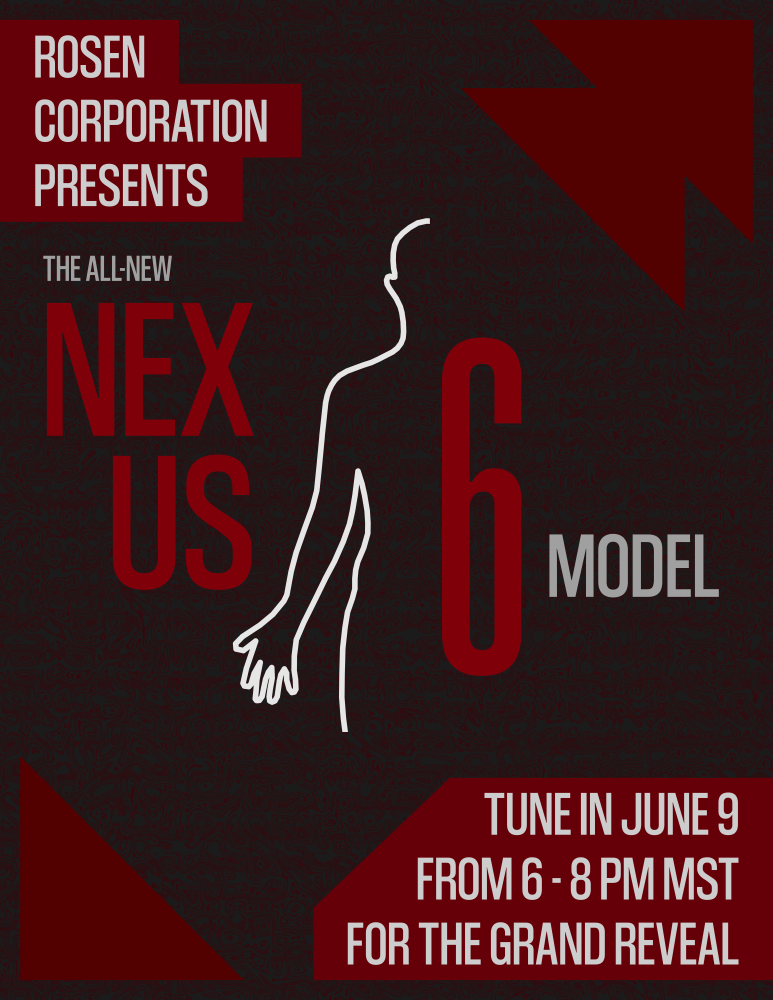 ROSEN
CORPORATION
PRESENTS
THE ALL-NEW
NEX
US
6
MODEL
TUNE IN JUNE 9
FROM 6 - 8 PM MST
FOR THE GRAND REVEAL